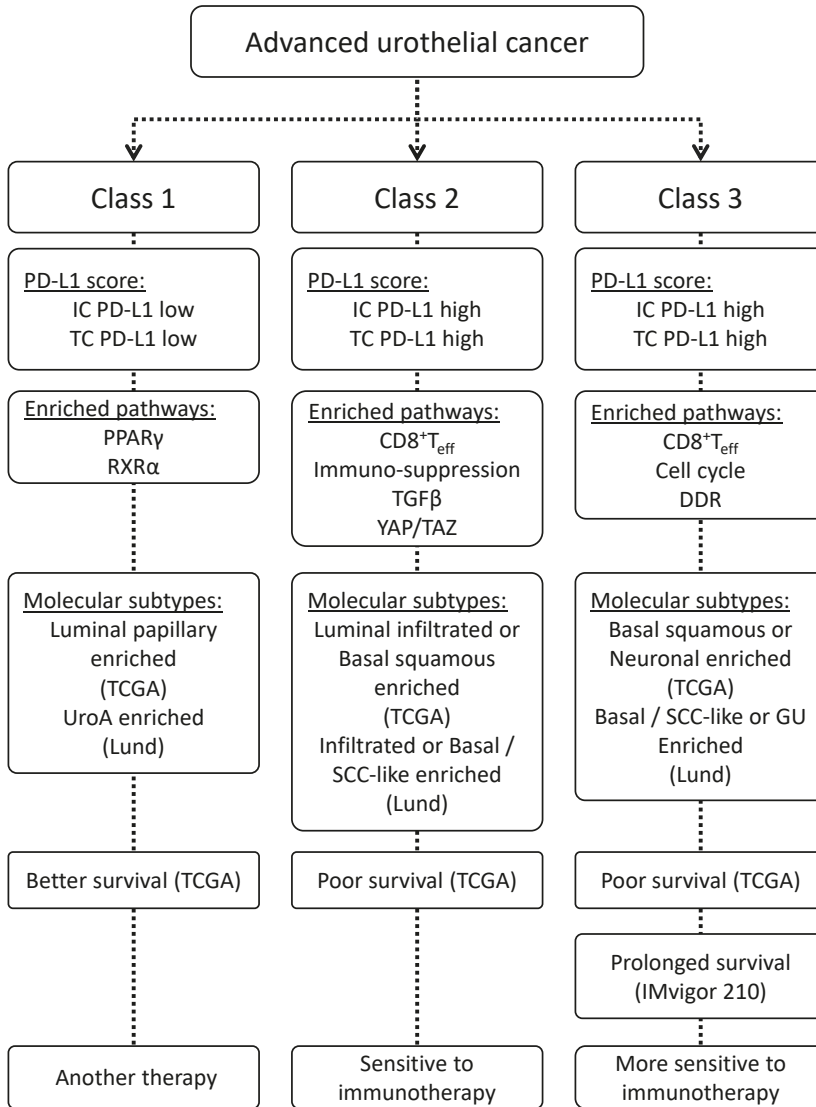 Advanced urothelial cancer
Class 1
PD-L1 score:
IC PD-L1 low
TC PD-L1 low
Enriched pathways:
PPARγ
RXRα
Molecular subtypes:
Luminal papillary
enriched
(TCGA)
UroA enriched
(Lund)
Better survival (TCGA)
Another therapy
Class 2
PD-L1 score:
IC PD-L1 high
TC PD-L1 high
Enriched pathways:
CD8⁺T_eff
Immuno-suppression
TGFβ
YAP/TAZ
Molecular subtypes:
Luminal infiltrated or
Basal squamous
enriched
(TCGA)
Infiltrated or Basal /
SCC-like enriched
(Lund)
Poor survival (TCGA)
Sensitive to
immunotherapy
Class 3
PD-L1 score:
IC PD-L1 high
TC PD-L1 high
Enriched pathways:
CD8⁺T_eff
Cell cycle
DDR
Molecular subtypes:
Basal squamous or
Neuronal enriched
(TCGA)
Basal / SCC-like or GU
Enriched
(Lund)
Poor survival (TCGA)
Prolonged survival
(IMvigor 210)
More sensitive to
immunotherapy